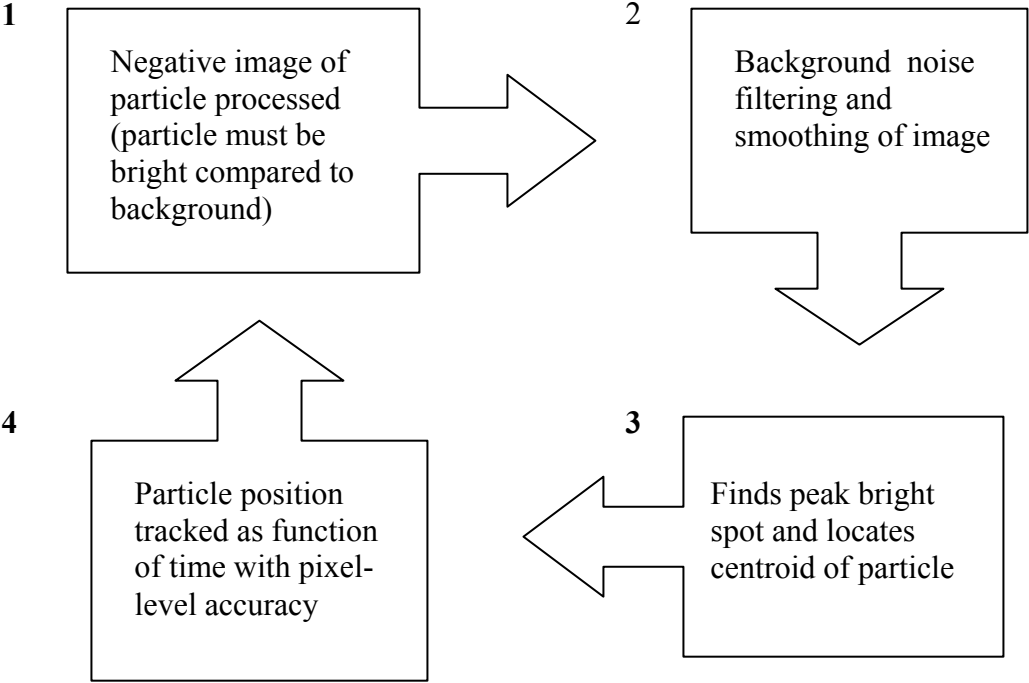 1
Negative image of
particle processed
(particle must be
bright compared to
background)
2
Background  noise
filtering and
smoothing of image
3
Finds peak bright
spot and locates
centroid of particle
4
Particle position
tracked as function
of time with pixel-
level accuracy